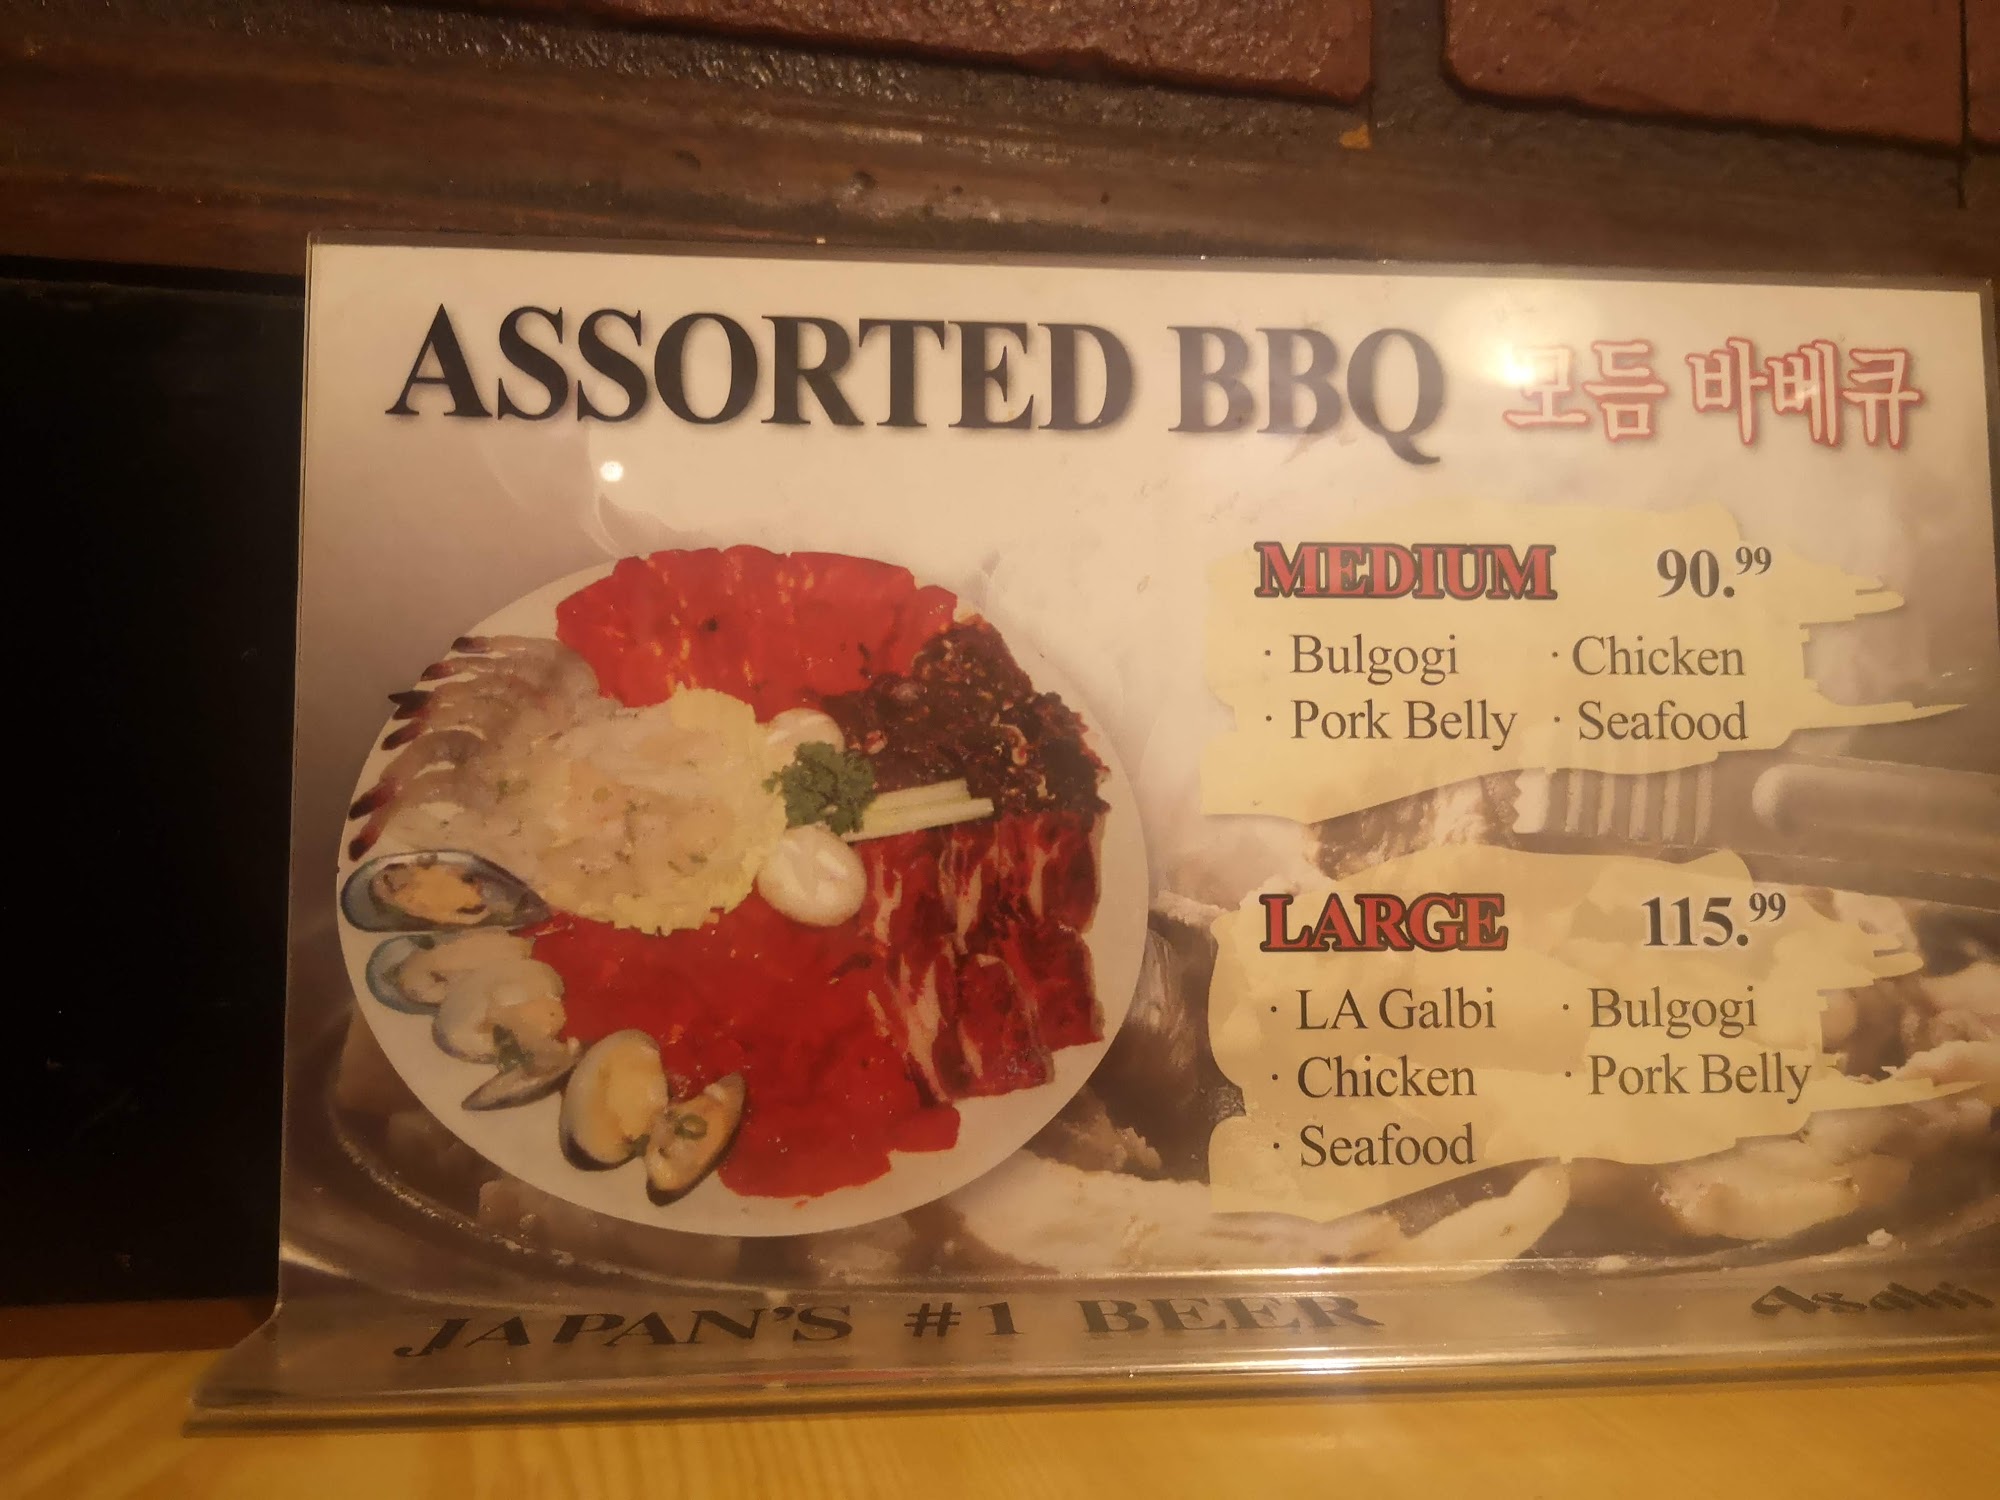 ASSORTED BBQ 모듬 바베큐
MEDIUM 90.99
· Bulgogi · Chicken
· Pork Belly · Seafood
LARGE 115.99
· LA Galbi · Bulgogi
· Chicken · Pork Belly
· Seafood
JAPAN'S #1 BEER Asahi